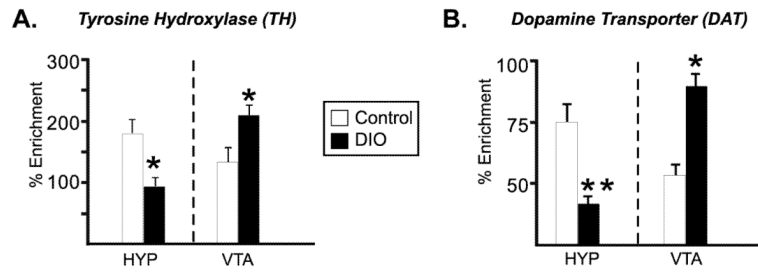 A. Tyrosine Hydroxylase (TH)
% Enrichment
300
200
100
*
*
HYP VTA
Control
DIO
B. Dopamine Transporter (DAT)
% Enrichment
100
75
50
**
*
HYP VTA